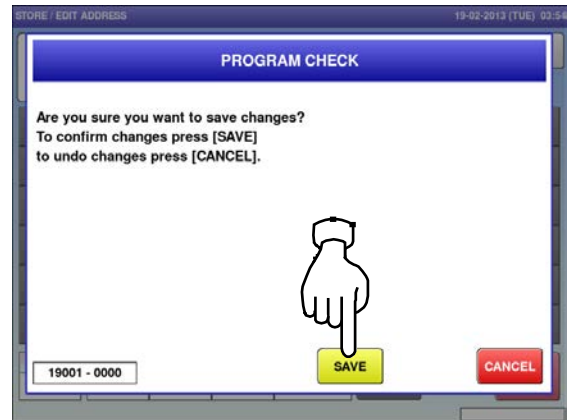 STORE / EDIT ADDRESS 19-02-2013 (TUE) 03:54
PROGRAM CHECK
Are you sure you want to save changes?
To confirm changes press [SAVE]
to undo changes press [CANCEL].
19001 - 0000
SAVE
CANCEL